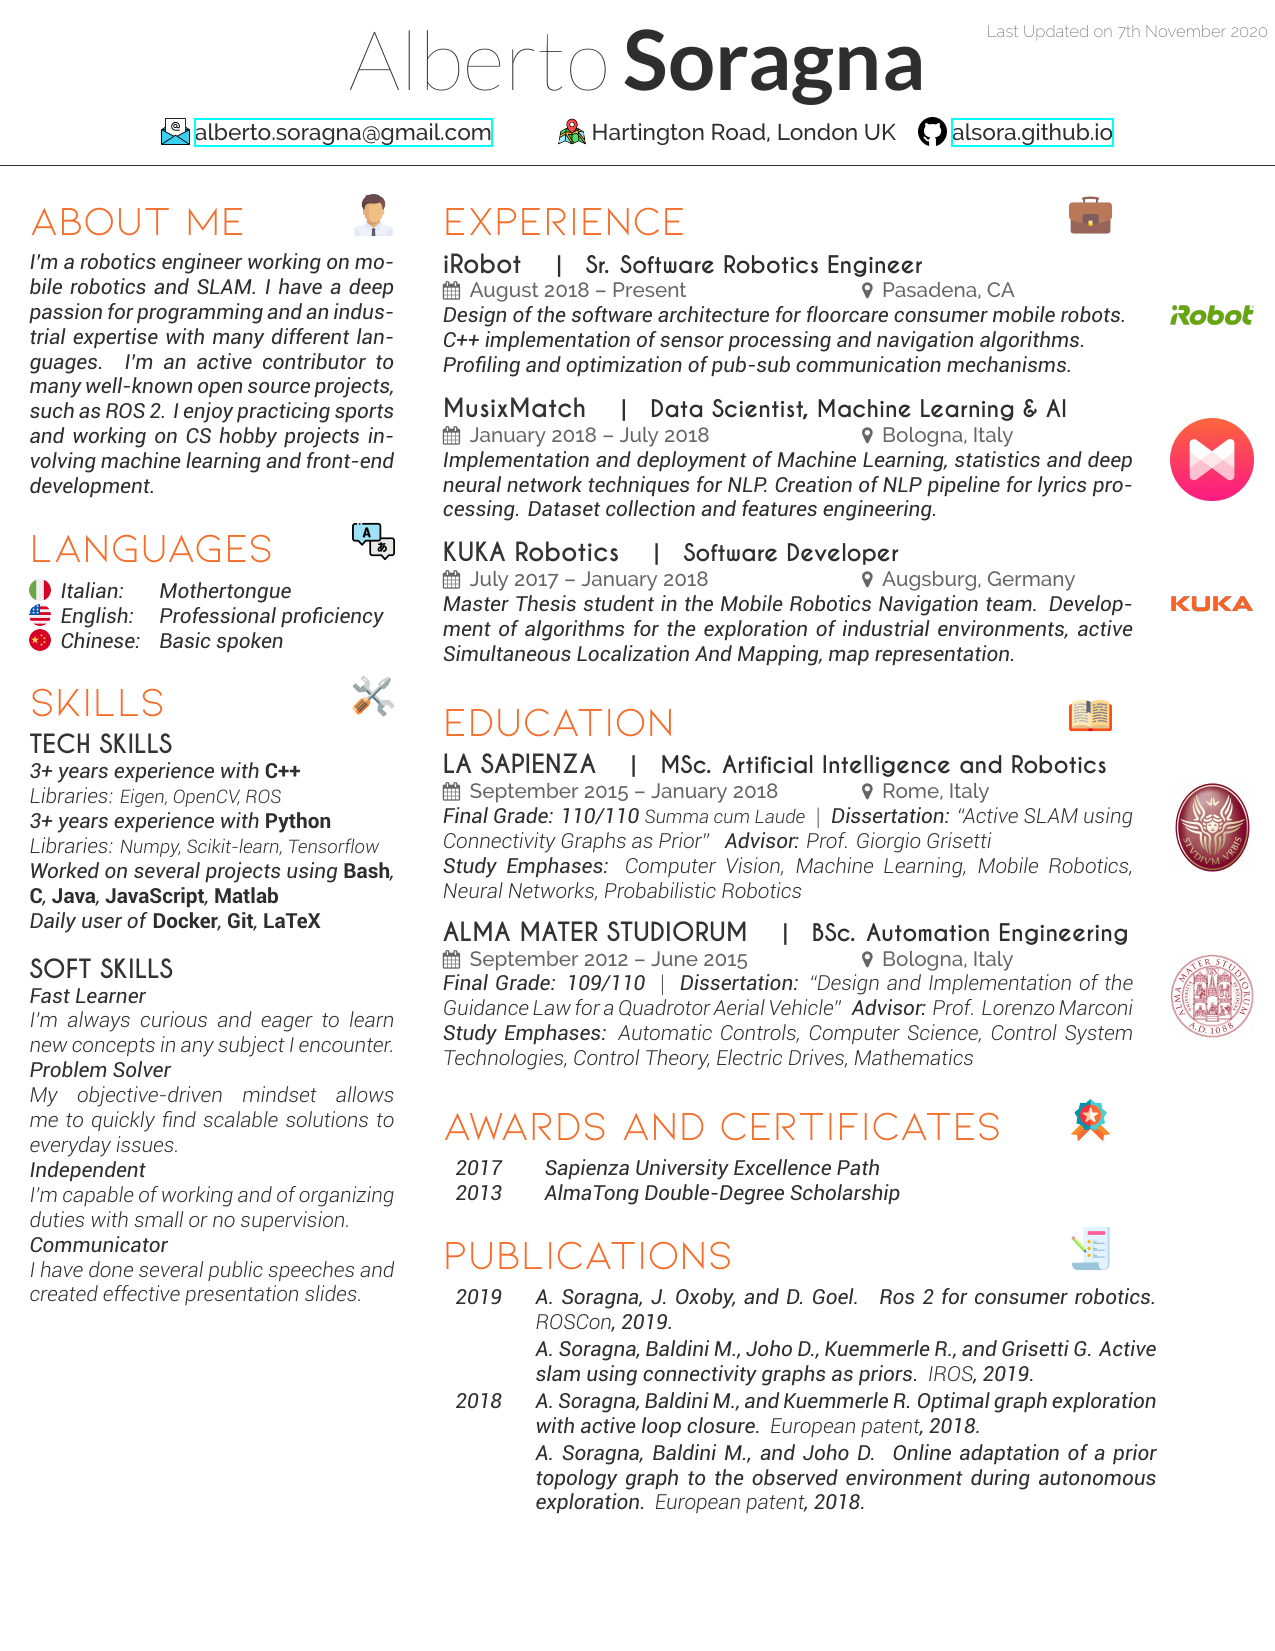 Last Updated on 7th November 2020
Alberto Soragna
alberto.soragna@gmail.com
Hartington Road, London UK
alsora.github.io
ABOUT ME
I'm a robotics engineer working on mo-
bile robotics and SLAM. I have a deep
passion for programming and an indus-
trial expertise with many different lan-
guages. I'm an active contributor to
many well-known open source projects,
such as ROS 2. I enjoy practicing sports
and working on CS hobby projects in-
volving machine learning and front-end
development.
LANGUAGES
Italian: Mothertongue
English: Professional proficiency
Chinese: Basic spoken
SKILLS
TECH SKILLS
3+ years experience with C++
Libraries: Eigen, OpenCV, ROS
3+ years experience with Python
Libraries: Numpy, Scikit-learn, Tensorflow
Worked on several projects using Bash,
C, Java, JavaScript, Matlab
Daily user of Docker, Git, LaTeX
SOFT SKILLS
Fast Learner
I'm always curious and eager to learn
new concepts in any subject I encounter.
Problem Solver
My objective-driven mindset allows
me to quickly find scalable solutions to
everyday issues.
Independent
I'm capable of working and of organizing
duties with small or no supervision.
Communicator
I have done several public speeches and
created effective presentation slides.
EXPERIENCE
iRobot | Sr. Software Robotics Engineer
August 2018 – Present Pasadena, CA
Design of the software architecture for floorcare consumer mobile robots.
C++ implementation of sensor processing and navigation algorithms.
Profiling and optimization of pub-sub communication mechanisms.
iRobot
MusixMatch | Data Scientist, Machine Learning & AI
January 2018 – July 2018 Bologna, Italy
Implementation and deployment of Machine Learning, statistics and deep
neural network techniques for NLP. Creation of NLP pipeline for lyrics pro-
cessing. Dataset collection and features engineering.
KUKA Robotics | Software Developer
July 2017 – January 2018 Augsburg, Germany
Master Thesis student in the Mobile Robotics Navigation team. Develop-
ment of algorithms for the exploration of industrial environments, active
Simultaneous Localization And Mapping, map representation.
KUKA
EDUCATION
LA SAPIENZA | MSc. Artificial Intelligence and Robotics
September 2015 – January 2018 Rome, Italy
Final Grade: 110/110 Summa cum Laude | Dissertation: “Active SLAM using
Connectivity Graphs as Prior” Advisor: Prof. Giorgio Grisetti
Study Emphases: Computer Vision, Machine Learning, Mobile Robotics,
Neural Networks, Probabilistic Robotics
STVDIVM VRBIS
ALMA MATER STUDIORUM | BSc. Automation Engineering
September 2012 – June 2015 Bologna, Italy
Final Grade: 109/110 | Dissertation: “Design and Implementation of the
Guidance Law for a Quadrotor Aerial Vehicle” Advisor: Prof. Lorenzo Marconi
Study Emphases: Automatic Controls, Computer Science, Control System
Technologies, Control Theory, Electric Drives, Mathematics
ALMA MATER STUDIORUM
A.D. 1088
AWARDS AND CERTIFICATES
2017 Sapienza University Excellence Path
2013 AlmaTong Double-Degree Scholarship
PUBLICATIONS
2019 A. Soragna, J. Oxoby, and D. Goel. Ros 2 for consumer robotics.
ROSCon, 2019.
A. Soragna, Baldini M., Joho D., Kuemmerle R., and Grisetti G. Active
slam using connectivity graphs as priors. IROS, 2019.
2018 A. Soragna, Baldini M., and Kuemmerle R. Optimal graph exploration
with active loop closure. European patent, 2018.
A. Soragna, Baldini M., and Joho D. Online adaptation of a prior
topology graph to the observed environment during autonomous
exploration. European patent, 2018.